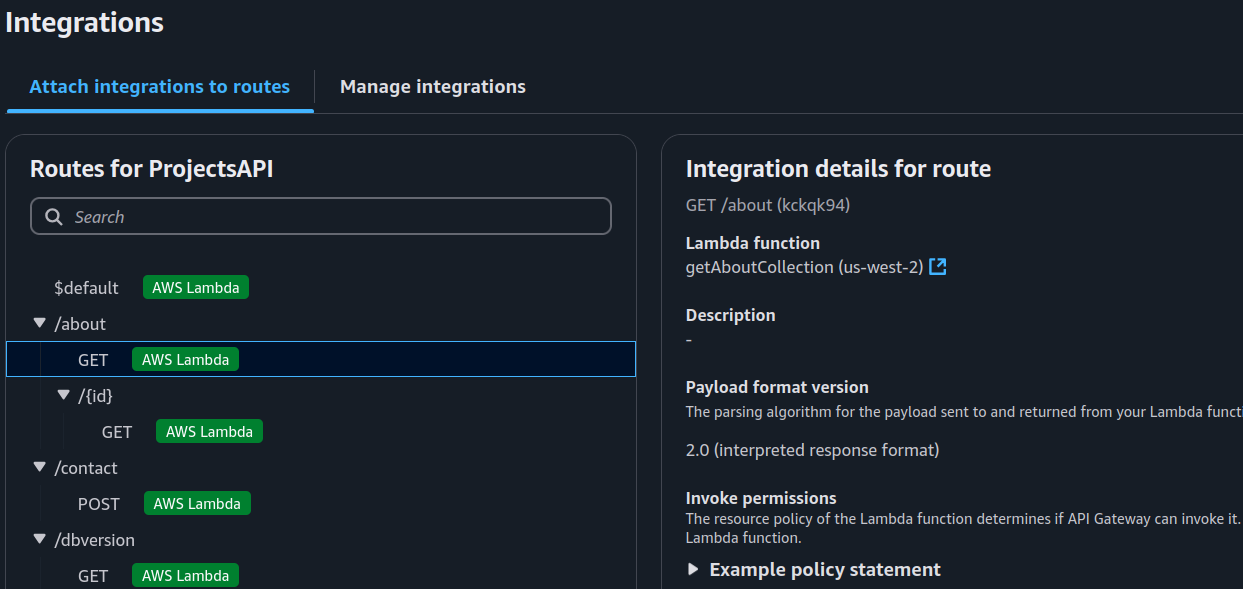 Integrations
Attach integrations to routes
Manage integrations
Routes for ProjectsAPI
Search
$default AWS Lambda
/about
GET AWS Lambda
/{id}
GET AWS Lambda
/contact
POST AWS Lambda
/dbversion
GET AWS Lambda
Integration details for route
GET /about (kckqk94)
Lambda function
getAboutCollection (us-west-2)
Description
-
Payload format version
The parsing algorithm for the payload sent to and returned from your Lambda
2.0 (interpreted response format)
Invoke permissions
The resource policy of the Lambda function determines if API Gateway can invoke it.
Lambda function.
Example policy statement